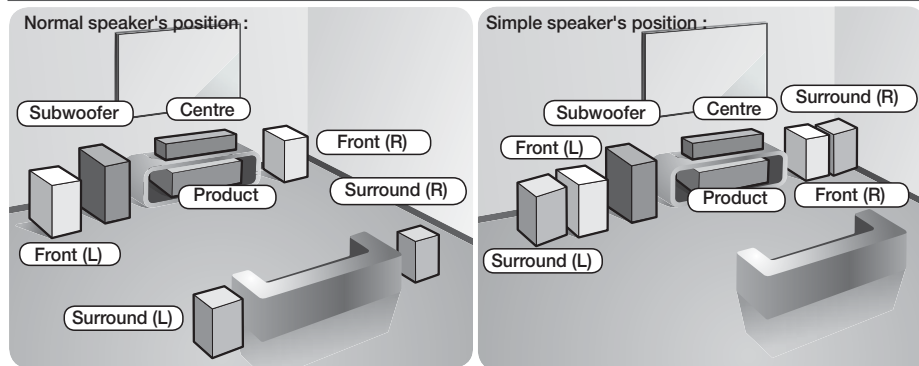 Normal speaker's position :
Subwoofer
Centre
Front (R)
Surround (R)
Product
Front (L)
Surround (L)
Simple speaker's position :
Surround (R)
Subwoofer
Centre
Front (L)
Product
Front (R)
Surround (L)